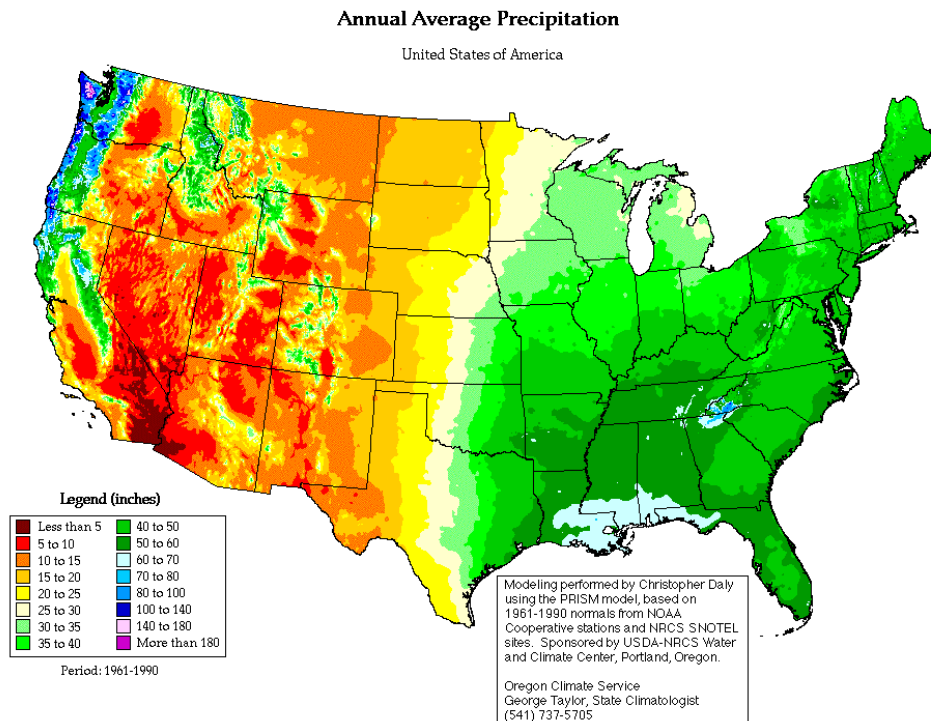 Annual Average Precipitation
United States of America
Legend (inches)
Less than 5
5 to 10
10 to 15
15 to 20
20 to 25
25 to 30
30 to 35
35 to 40
40 to 50
50 to 60
60 to 70
70 to 80
80 to 100
100 to 140
140 to 180
More than 180
Period: 1961-1990
Modeling performed by Christopher Daly
using the PRISM model, based on
1961-1990 normals from NOAA
Cooperative stations and NRCS SNOTEL
sites. Sponsored by USDA-NRCS Water
and Climate Center, Portland, Oregon.
Oregon Climate Service
George Taylor, State Climatologist
(541) 737-5705